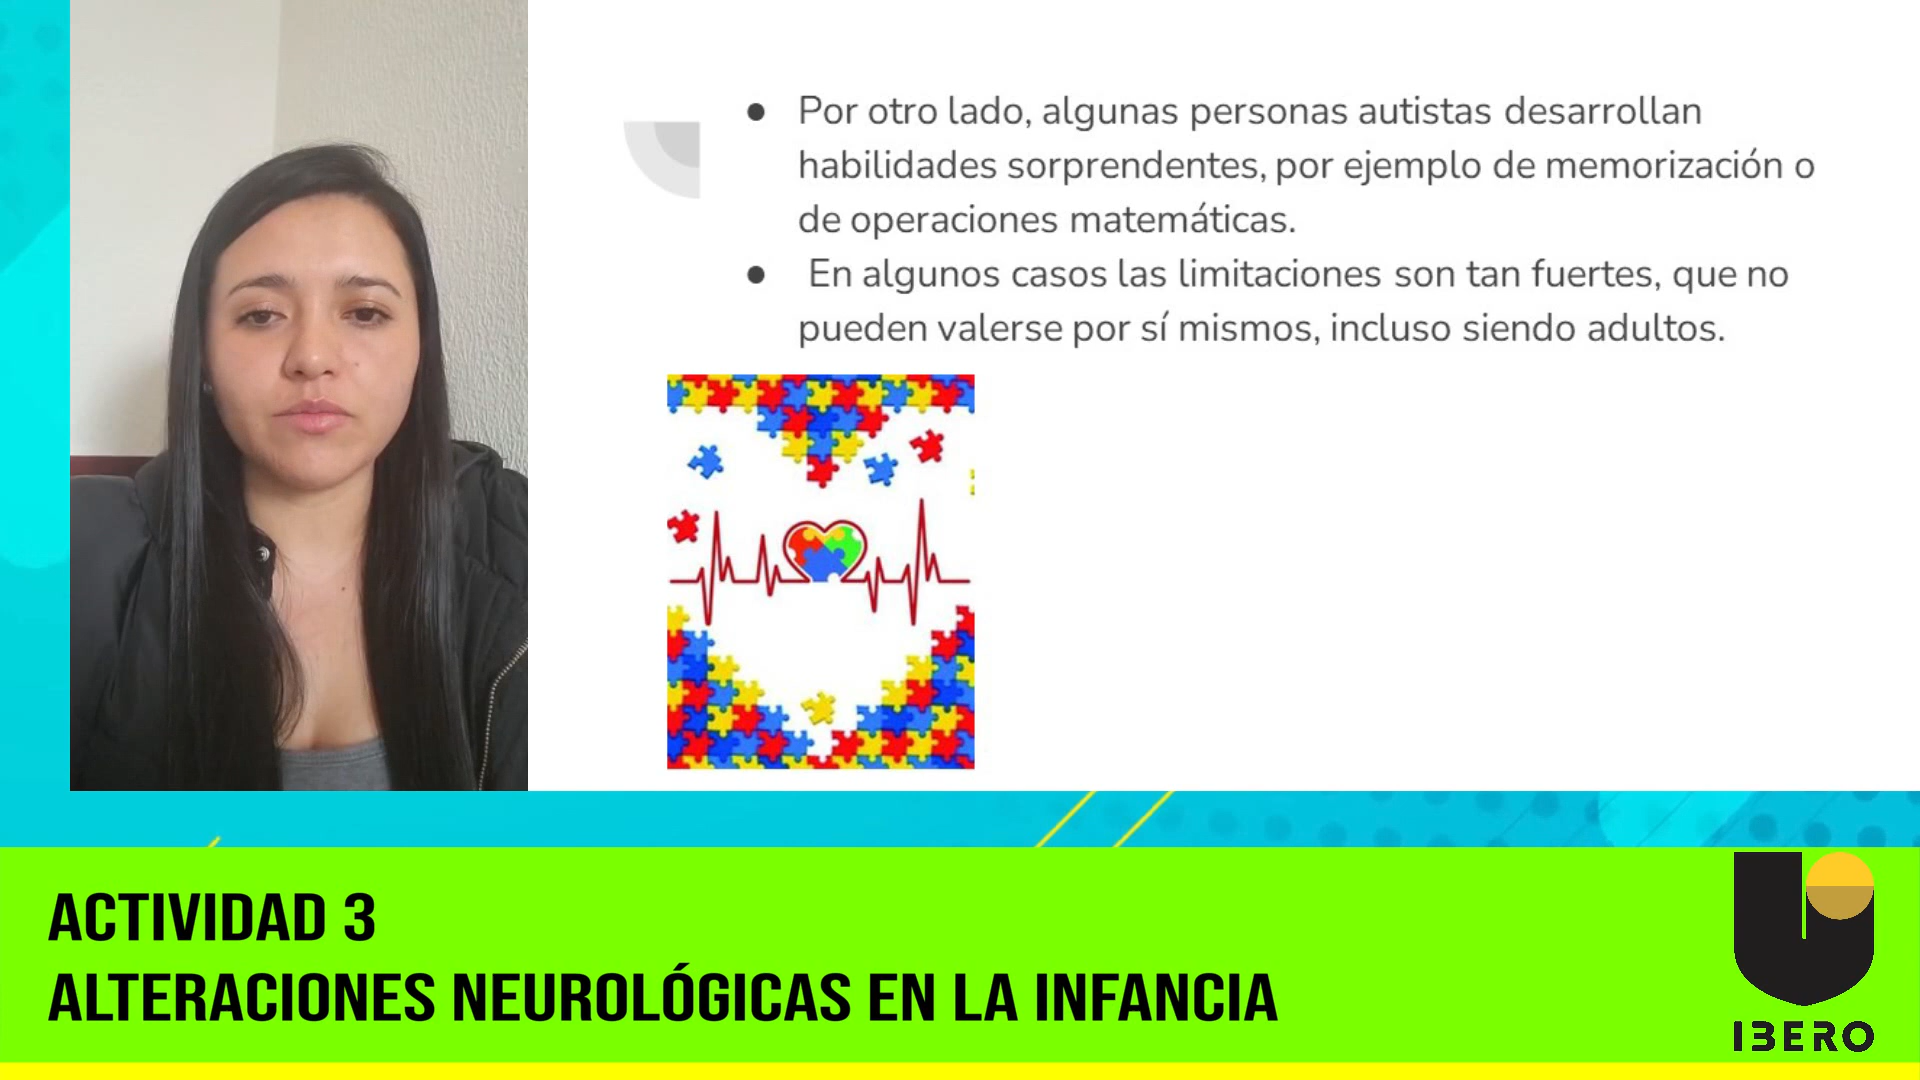 ● Por otro lado, algunas personas autistas desarrollan
habilidades sorprendentes, por ejemplo de memorización o
de operaciones matemáticas.
● En algunos casos las limitaciones son tan fuertes, que no
pueden valerse por sí mismos, incluso siendo adultos.
ACTIVIDAD 3
ALTERACIONES NEUROLÓGICAS EN LA INFANCIA
IBERO